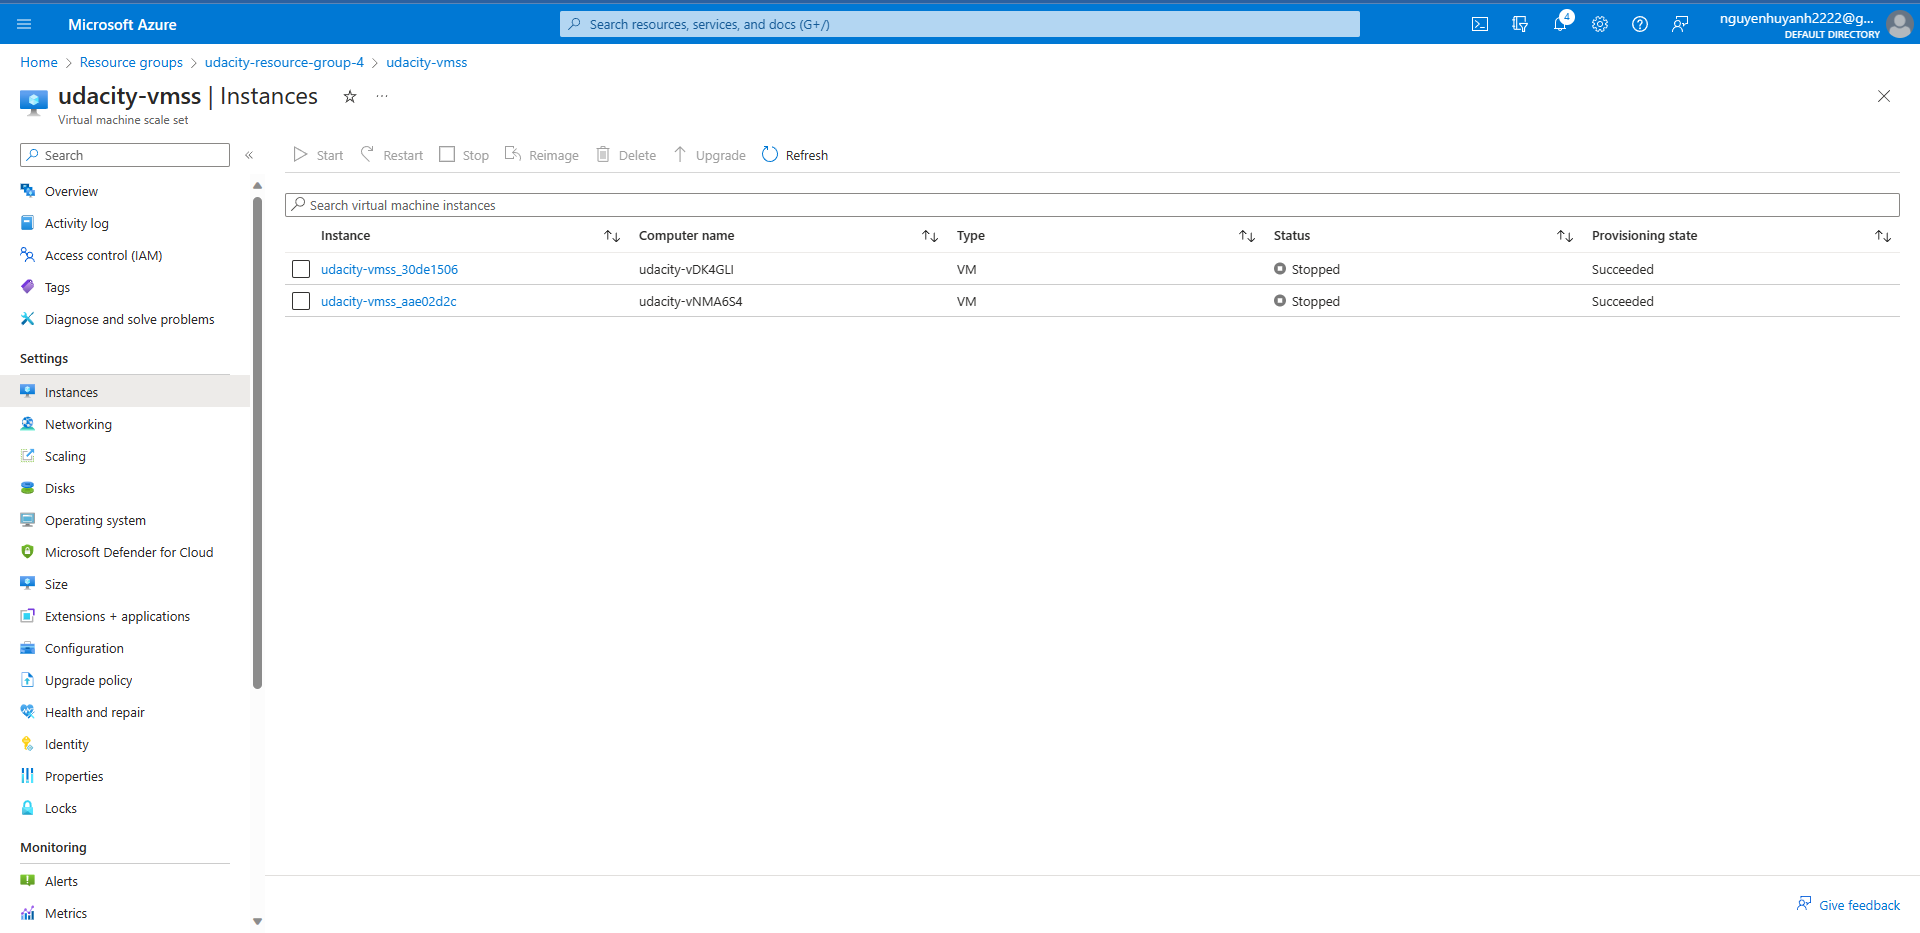 Microsoft Azure
Search resources, services, and docs (G+/)
4
nguyenhuyanh2222@g...
DEFAULT DIRECTORY
Home > Resource groups > udacity-resource-group-4 > udacity-vmss
udacity-vmss | Instances
Virtual machine scale set
Search
Overview
Activity log
Access control (IAM)
Tags
Diagnose and solve problems
Settings
Instances
Networking
Scaling
Disks
Operating system
Microsoft Defender for Cloud
Size
Extensions + applications
Configuration
Upgrade policy
Health and repair
Identity
Properties
Locks
Monitoring
Alerts
Metrics
Start Restart Stop Reimage Delete Upgrade Refresh
Search virtual machine instances
Instance Computer name Type Status Provisioning state
udacity-vmss_30de1506 udacity-vDK4GLI VM Stopped Succeeded
udacity-vmss_aae02d2c udacity-vNMA6S4 VM Stopped Succeeded
Give feedback